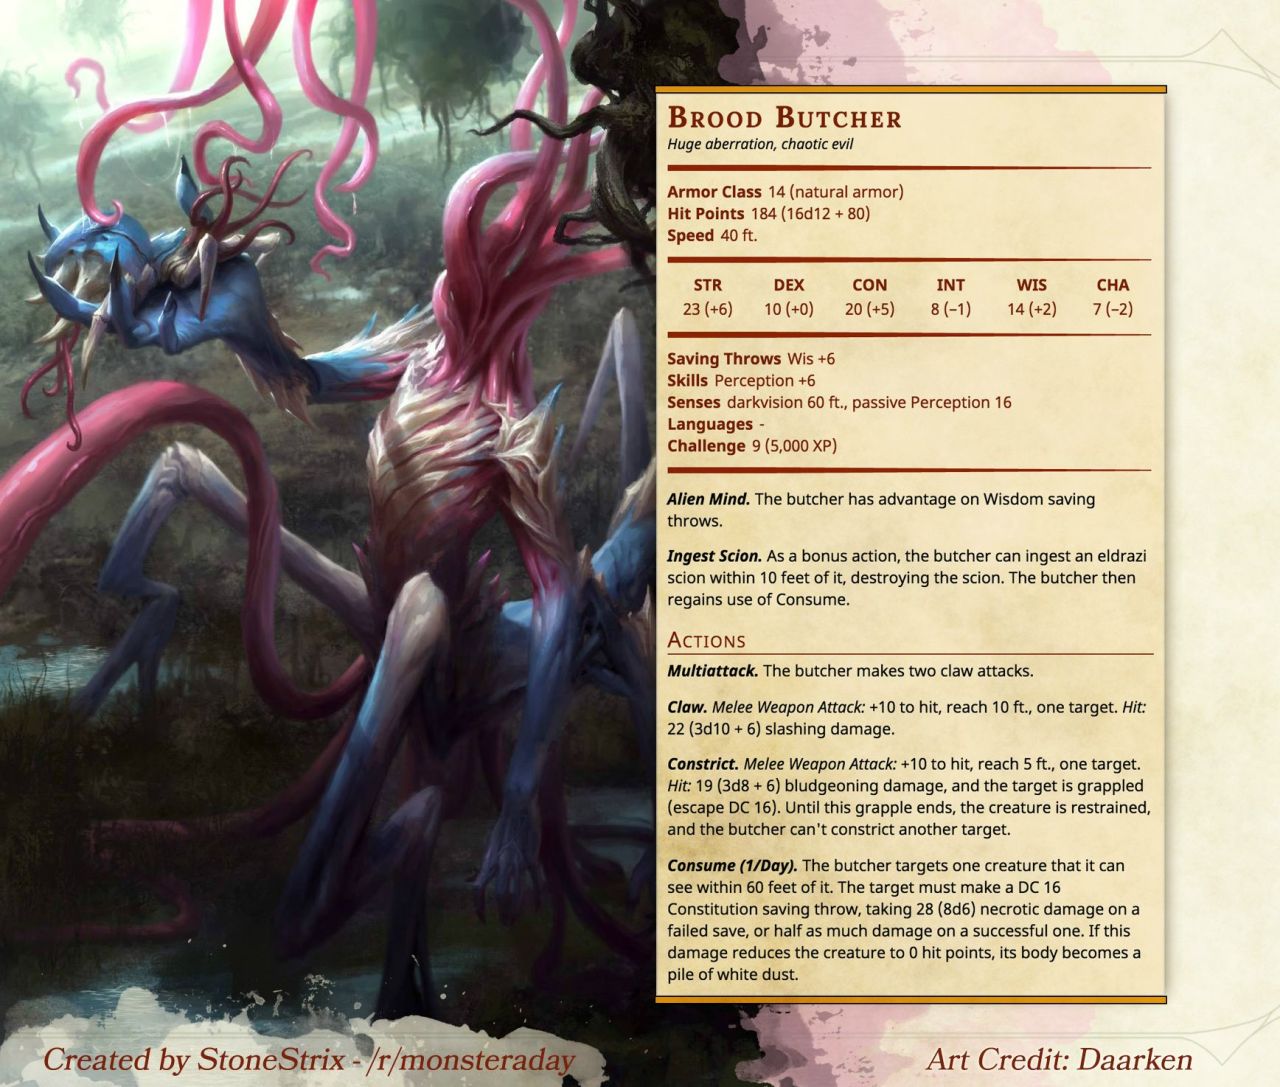 Brood Butcher
Huge aberration, chaotic evil
Armor Class 14 (natural armor)
Hit Points 184 (16d12 + 80)
Speed 40 ft.
STR DEX CON INT WIS CHA
23 (+6) 10 (+0) 20 (+5) 8 (–1) 14 (+2) 7 (–2)
Saving Throws Wis +6
Skills Perception +6
Senses darkvision 60 ft., passive Perception 16
Languages -
Challenge 9 (5,000 XP)
Alien Mind. The butcher has advantage on Wisdom saving
throws.
Ingest Scion. As a bonus action, the butcher can ingest an eldrazi
scion within 10 feet of it, destroying the scion. The butcher then
regains use of Consume.
Actions
Multiattack. The butcher makes two claw attacks.
Claw. Melee Weapon Attack: +10 to hit, reach 10 ft., one target. Hit:
22 (3d10 + 6) slashing damage.
Constrict. Melee Weapon Attack: +10 to hit, reach 5 ft., one target.
Hit: 19 (3d8 + 6) bludgeoning damage, and the target is grappled
(escape DC 16). Until this grapple ends, the creature is restrained,
and the butcher can't constrict another target.
Consume (1/Day). The butcher targets one creature that it can
see within 60 feet of it. The target must make a DC 16
Constitution saving throw, taking 28 (8d6) necrotic damage on a
failed save, or half as much damage on a successful one. If this
damage reduces the creature to 0 hit points, its body becomes a
pile of white dust.
Created by StoneStrix - /r/monsteraday
Art Credit: Daarken